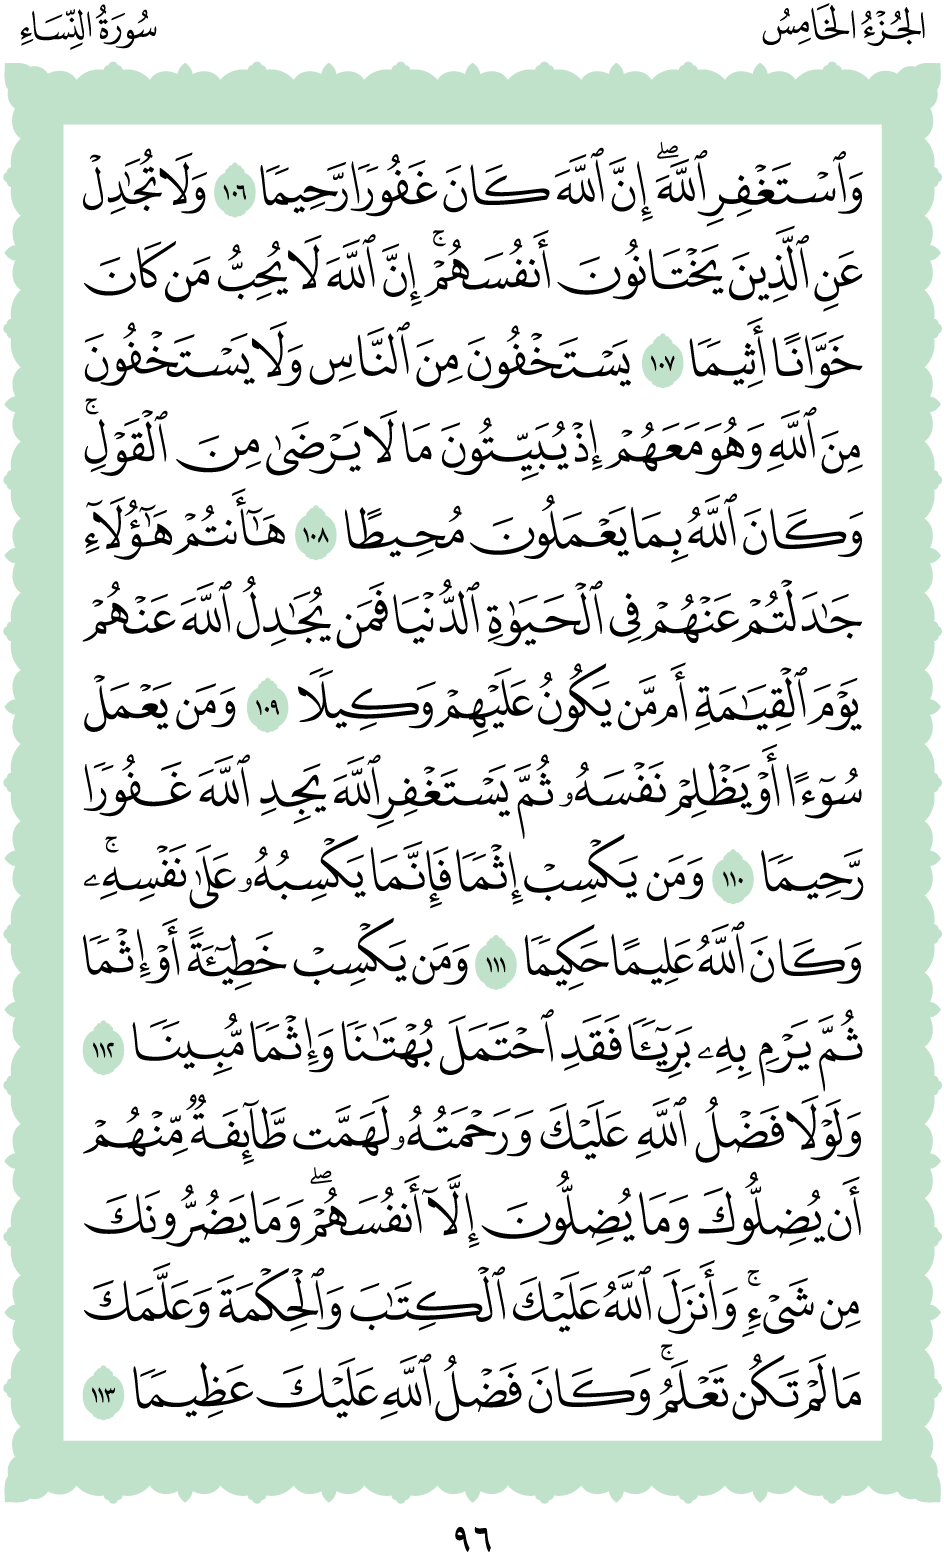 الجُزْءُ الخَامِسُ
سُورَةُ النِّسَاءِ
وَٱسْتَغْفِرِ ٱللَّهَۖ إِنَّ ٱللَّهَ كَانَ غَفُورًا رَّحِيمًا ١٠٦ وَلَا تُجَٰدِلْ
عَنِ ٱلَّذِينَ يَخْتَانُونَ أَنفُسَهُمْۚ إِنَّ ٱللَّهَ لَا يُحِبُّ مَن كَانَ
خَوَّانًا أَثِيمًا ١٠٧ يَسْتَخْفُونَ مِنَ ٱلنَّاسِ وَلَا يَسْتَخْفُونَ
مِنَ ٱللَّهِ وَهُوَ مَعَهُمْ إِذْ يُبَيِّتُونَ مَا لَا يَرْضَىٰ مِنَ ٱلْقَوْلِۚ
وَكَانَ ٱللَّهُ بِمَا يَعْمَلُونَ مُحِيطًا ١٠٨ هَٰٓأَنتُمْ هَٰٓؤُلَآءِ
جَٰدَلْتُمْ عَنْهُمْ فِى ٱلْحَيَوٰةِ ٱلدُّنْيَا فَمَن يُجَٰدِلُ ٱللَّهَ عَنْهُمْ
يَوْمَ ٱلْقِيَٰمَةِ أَم مَّن يَكُونُ عَلَيْهِمْ وَكِيلًا ١٠٩ وَمَن يَعْمَلْ
سُوٓءًا أَوْ يَظْلِمْ نَفْسَهُۥ ثُمَّ يَسْتَغْفِرِ ٱللَّهَ يَجِدِ ٱللَّهَ غَفُورًا
رَّحِيمًا ١١٠ وَمَن يَكْسِبْ إِثْمًا فَإِنَّمَا يَكْسِبُهُۥ عَلَىٰ نَفْسِهِۦۚ
وَكَانَ ٱللَّهُ عَلِيمًا حَكِيمًا ١١١ وَمَن يَكْسِبْ خَطِيٓـَٔةً أَوْ إِثْمًا
ثُمَّ يَرْمِ بِهِۦ بَرِيٓـًٔا فَقَدِ ٱحْتَمَلَ بُهْتَٰنًا وَإِثْمًا مُّبِينًا ١١٢
وَلَوْلَا فَضْلُ ٱللَّهِ عَلَيْكَ وَرَحْمَتُهُۥ لَهَمَّت طَّآئِفَةٌ مِّنْهُمْ
أَن يُضِلُّوكَ وَمَا يُضِلُّونَ إِلَّآ أَنفُسَهُمْۖ وَمَا يَضُرُّونَكَ
مِن شَىْءٍۚ وَأَنزَلَ ٱللَّهُ عَلَيْكَ ٱلْكِتَٰبَ وَٱلْحِكْمَةَ وَعَلَّمَكَ
مَا لَمْ تَكُن تَعْلَمُۚ وَكَانَ فَضْلُ ٱللَّهِ عَلَيْكَ عَظِيمًا ١١٣
٩٦